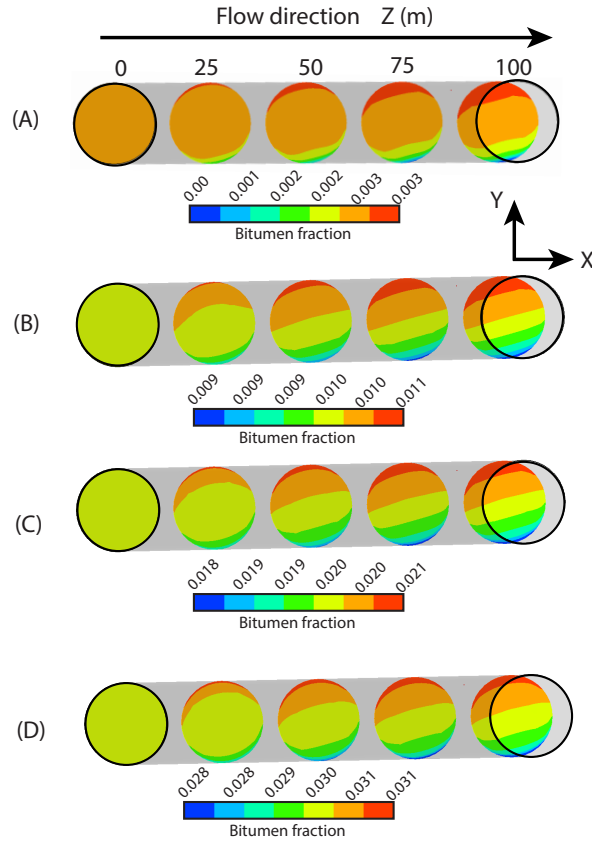 Flow direction Z (m)
0 25 50 75 100
(A)
0.00 0.001 0.002 0.002 0.003 0.003
Bitumen fraction
Y
X
(B)
0.009 0.009 0.009 0.010 0.010 0.011
Bitumen fraction
(C)
0.018 0.019 0.019 0.020 0.020 0.021
Bitumen fraction
(D)
0.028 0.028 0.029 0.030 0.031 0.031
Bitumen fraction